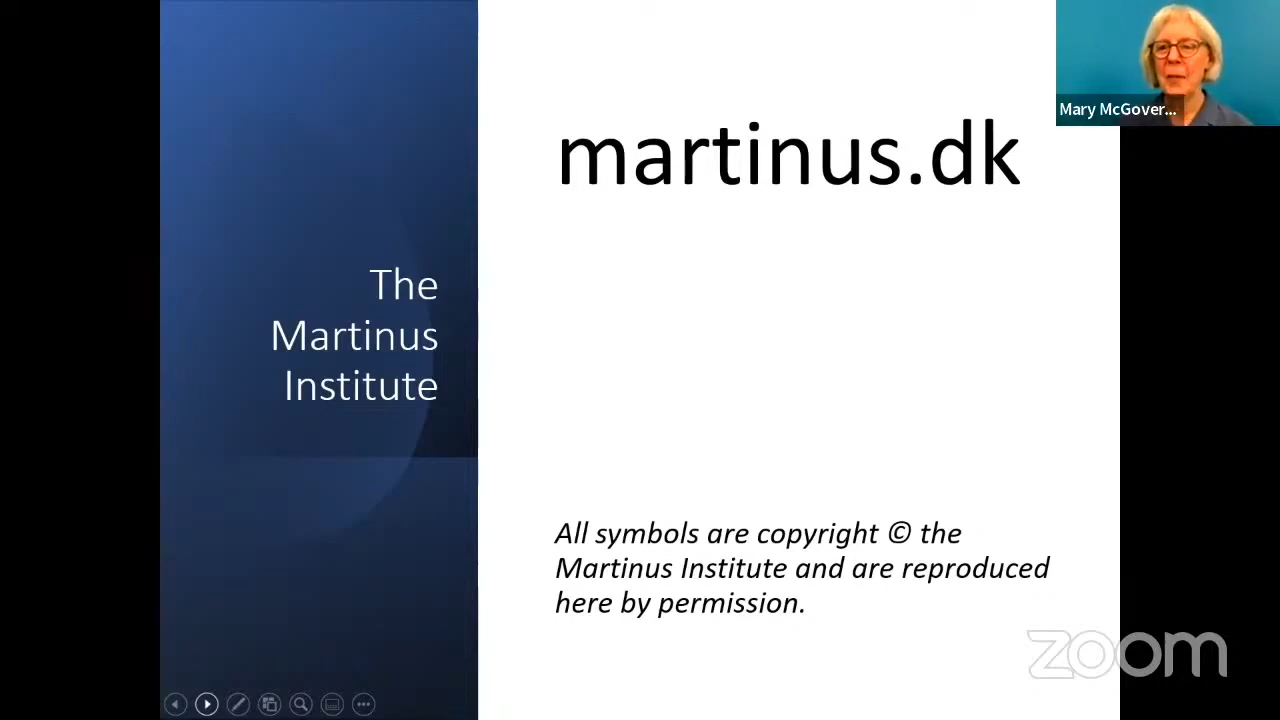 martinus.dk
Mary McGover...
The
Martinus
Institute
All symbols are copyright © the
Martinus Institute and are reproduced
here by permission.
zoom